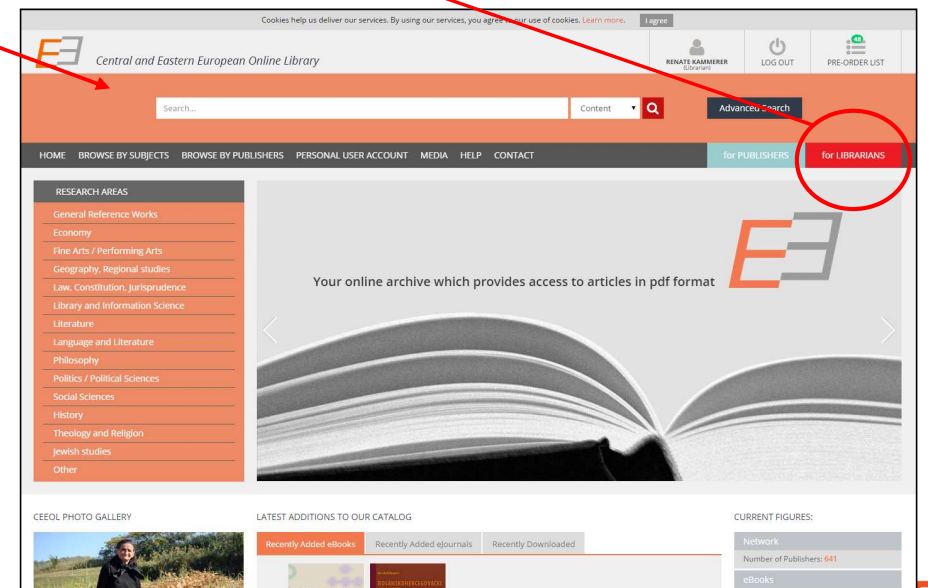 Cookies help us deliver our services. By using our services, you agree to our use of cookies. Learn more. I agree
Central and Eastern European Online Library
RENATE KAMMERER
(Librarian)
LOG OUT
48
PRE-ORDER LIST
Search...
Content
Advanced Search
HOME BROWSE BY SUBJECTS BROWSE BY PUBLISHERS PERSONAL USER ACCOUNT MEDIA HELP CONTACT
for PUBLISHERS
for LIBRARIANS
RESEARCH AREAS
General Reference Works
Economy
Fine Arts / Performing Arts
Geography, Regional studies
Law, Constitution, Jurisprudence
Library and Information Science
Literature
Language and Literature
Philosophy
Politics / Political Sciences
Social Sciences
History
Theology and Religion
Jewish studies
Other
Your online archive which provides access to articles in pdf format
CEEOL PHOTO GALLERY
LATEST ADDITIONS TO OUR CATALOG
Recently Added eBooks Recently Added eJournals Recently Downloaded
CURRENT FIGURES:
Network
Number of Publishers: 641
eBooks